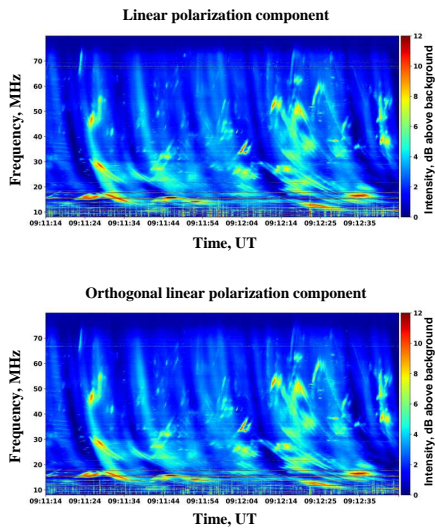 Linear polarization component
12
10
8
6
4
2
0
Intensity, dB above background
70
60
50
40
30
20
10
Frequency, MHz
09:11:14 09:11:24 09:11:34 09:11:44 09:11:54 09:12:04 09:12:14 09:12:25 09:12:35
Time, UT
Orthogonal linear polarization component
12
10
8
6
4
2
0
Intensity, dB above background
70
60
50
40
30
20
10
Frequency, MHz
09:11:14 09:11:24 09:11:34 09:11:44 09:11:54 09:12:04 09:12:14 09:12:25 09:12:35
Time, UT